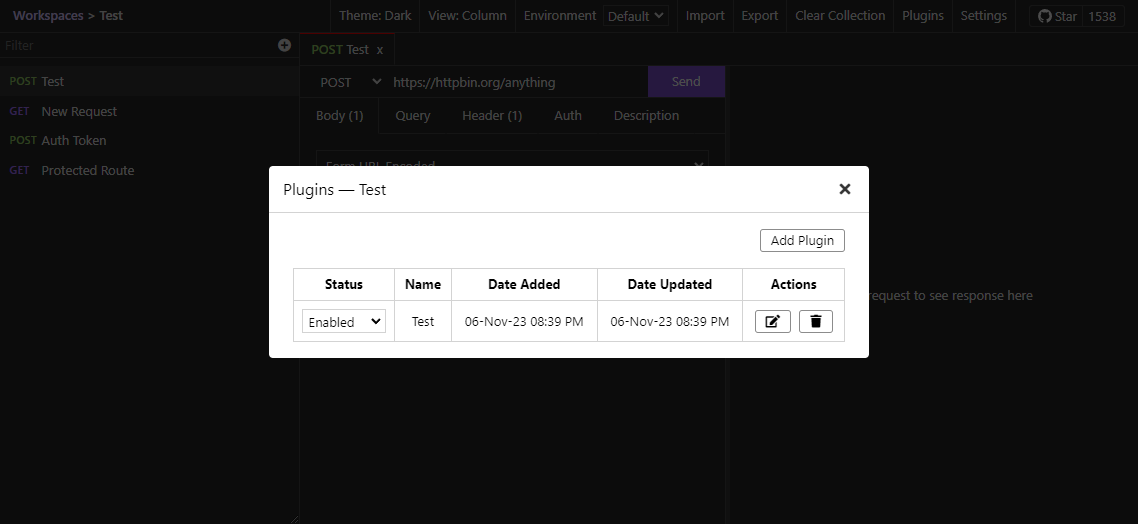 Workspaces > Test Theme: Dark View: Column Environment Default Import Export Clear Collection Plugins Settings Star 1538
Filter
POST Test x
POST Test
GET New Request
POST Auth Token
GET Protected Route
POST https://httpbin.org/anything Send
Body (1) Query Header (1) Auth Description
Form URL Encoded
request to see response here
Plugins — Test
Add Plugin
Status Name Date Added Date Updated Actions
Enabled Test 06-Nov-23 08:39 PM 06-Nov-23 08:39 PM